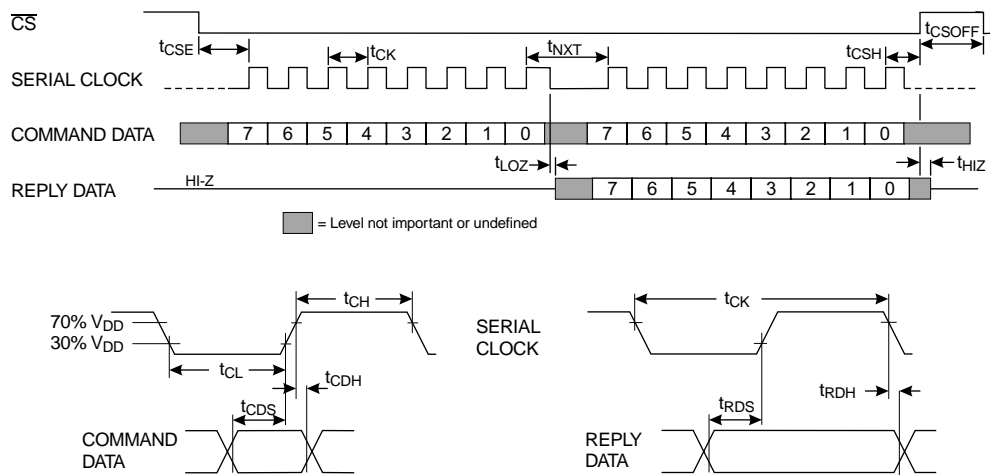 CS
tCSE
tCK
tNXT
tCSH
tCSOFF
SERIAL CLOCK
COMMAND DATA
7 6 5 4 3 2 1 0 7 6 5 4 3 2 1 0
tLOZ
tHIZ
REPLY DATA
HI-Z
7 6 5 4 3 2 1 0
= Level not important or undefined
tCH
70% VDD
30% VDD
tCL
tCDH
tCDS
COMMAND
DATA
SERIAL
CLOCK
tCK
tRDS
tRDH
REPLY
DATA